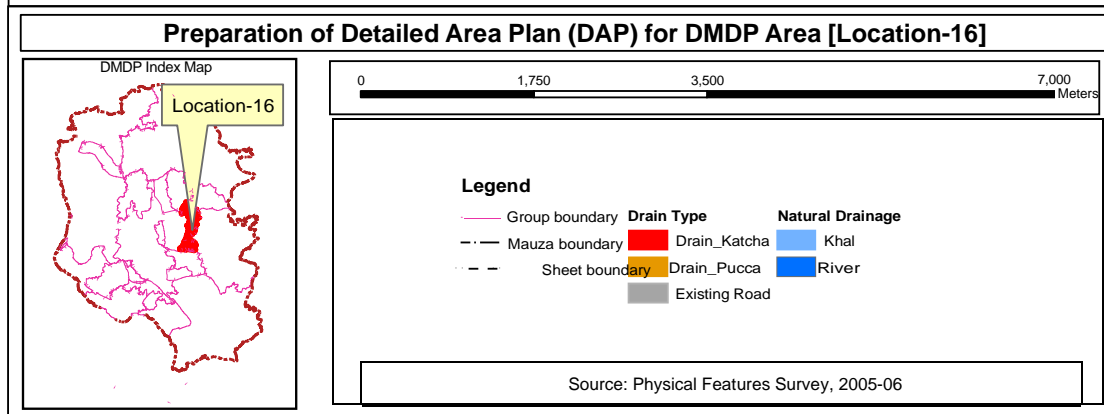 Preparation of Detailed Area Plan (DAP) for DMDP Area [Location-16]
DMDP Index Map
Location-16
0 1,750 3,500 7,000
Meters
Legend
Group boundary
Mauza boundary
Sheet boundary
Drain Type
Drain_Katcha
Drain_Pucca
Existing Road
Natural Drainage
Khal
River
Source: Physical Features Survey, 2005-06